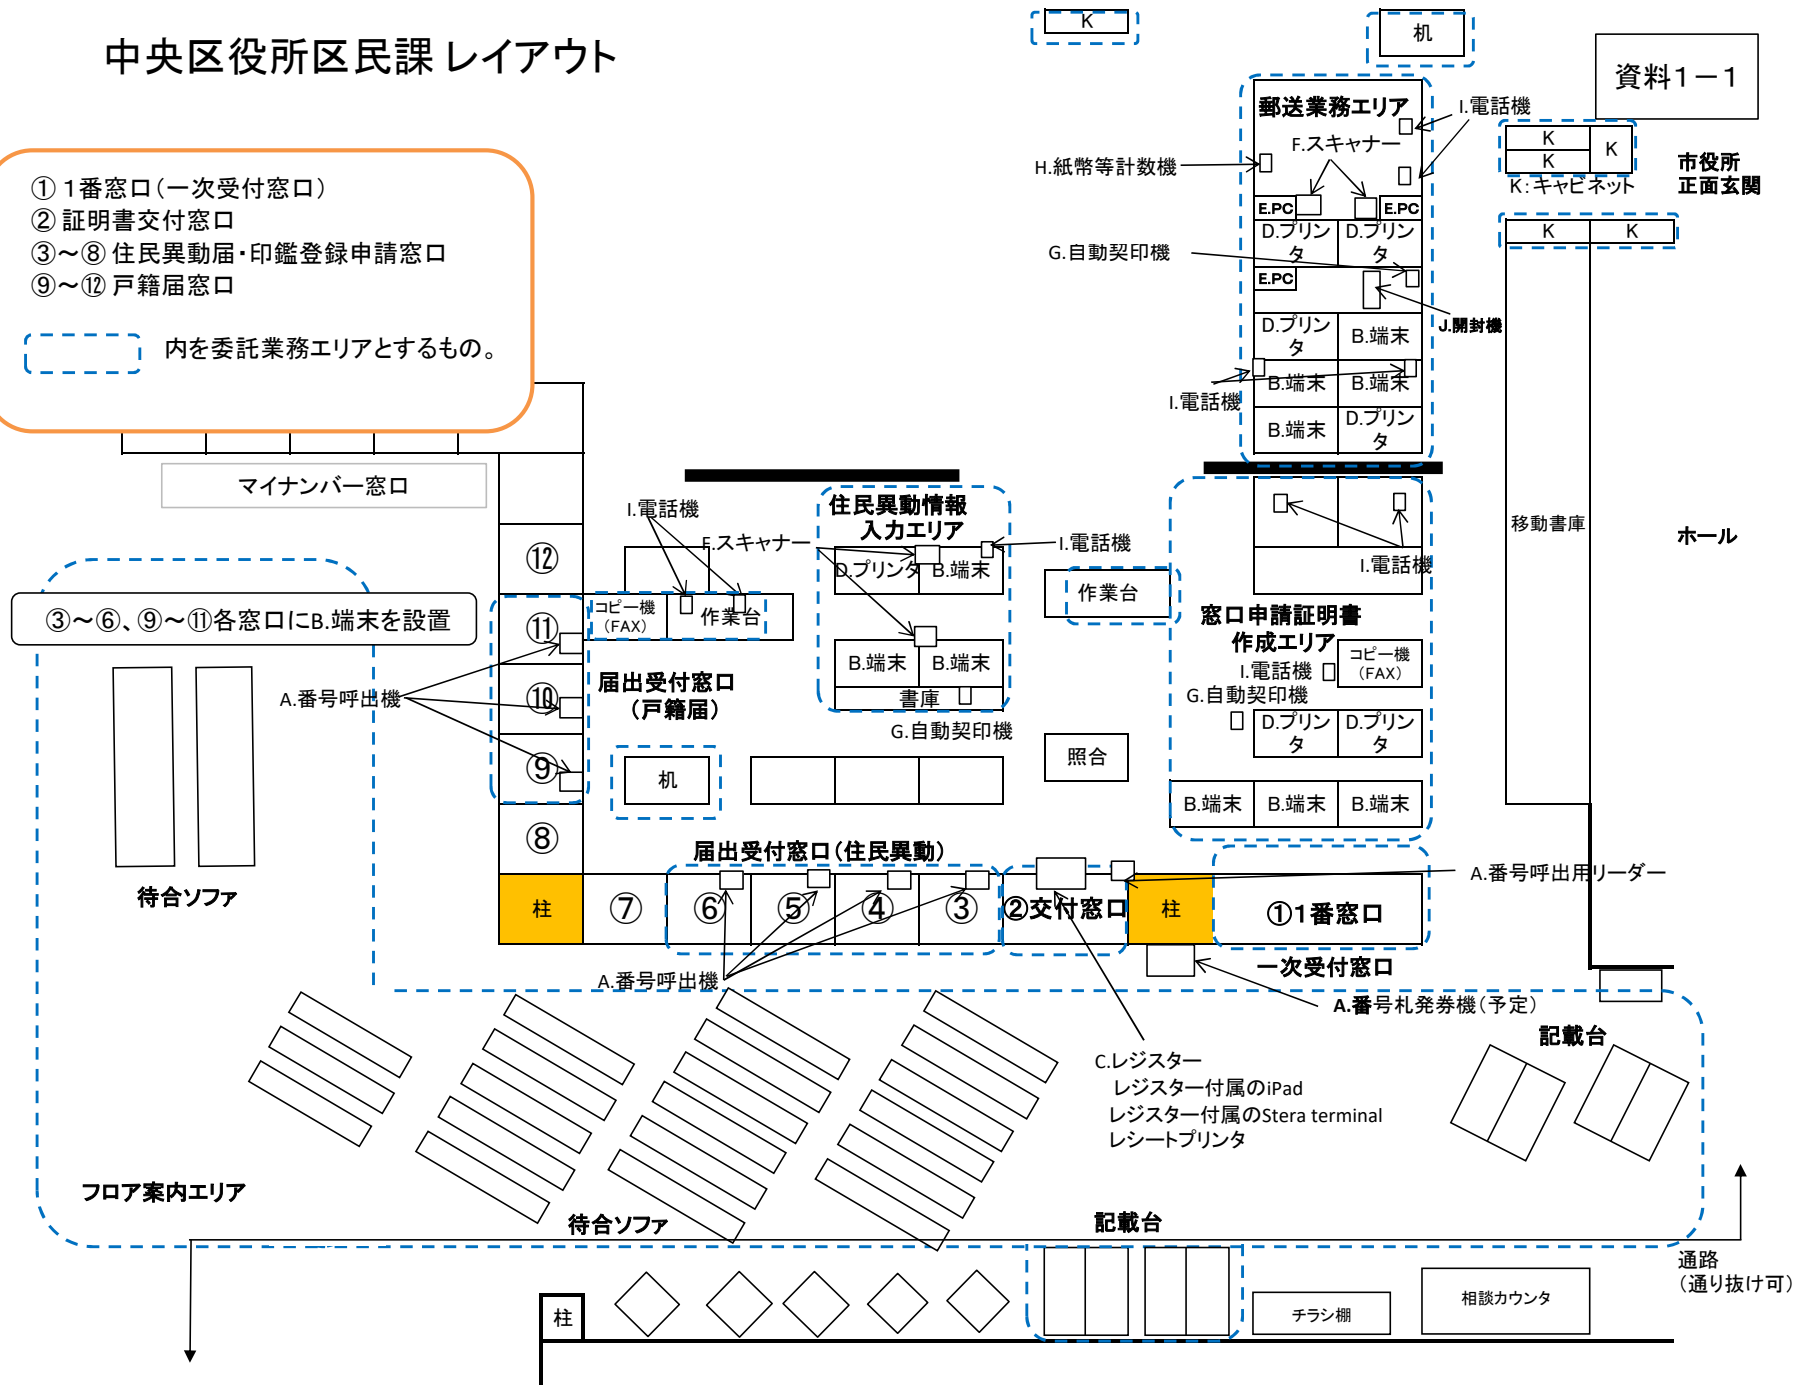 中央区役所区民課 レイアウト
K
机
資料１－１
①１番窓口（一次受付窓口）
②証明書交付窓口
③～⑧住民異動届・印鑑登録申請窓口
⑨～⑫戸籍届窓口
内を委託業務エリアとするもの。
郵送業務エリア
I.電話機
F.スキャナー
H.紙幣等計数機
E.PC
E.PC
D.プリンタ
D.プリンタ
G.自動契印機
E.PC
J.開封機
D.プリンタ
B.端末
B.端末
B.端末
I.電話機
B.端末
D.プリンタ
K
K
K
K：キャビネット
市役所
正面玄関
K
K
移動書庫
ホール
マイナンバー窓口
⑫
⑪
⑩
⑨
⑧
③～⑥、⑨～⑪各窓口にB.端末を設置
A.番号呼出機
待合ソファ
I.電話機
コピー機
（FAX）
作業台
届出受付窓口
（戸籍届）
机
住民異動情報
入力エリア
F.スキャナー
I.電話機
D.プリンタ
B.端末
B.端末
B.端末
書庫
G.自動契印機
作業台
照合
I.電話機
窓口申請証明書
作成エリア
I.電話機
コピー機
（FAX）
G.自動契印機
D.プリンタ
D.プリンタ
B.端末
B.端末
B.端末
届出受付窓口（住民異動）
A.番号呼出用リーダー
柱
⑦
⑥
⑤
④
③
②交付窓口
柱
①１番窓口
一次受付窓口
A.番号呼出機
A.番号札発券機（予定）
C.レジスター
レジスター付属のiPad
レジスター付属のStera terminal
レシートプリンタ
記載台
フロア案内エリア
待合ソファ
記載台
通路
（通り抜け可）
柱
チラシ棚
相談カウンタ